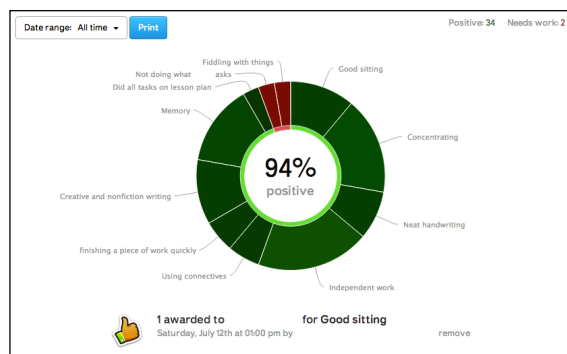 Date range: All time
Print
Positive: 34 Needs work: 2
Fiddling with things
Good sitting
Not doing what
asks
Did all tasks on lesson plan
Memory
Concentrating
94%
positive
Creative and nonfiction writing
Neat handwriting
finishing a piece of work quickly
Using connectives
Independent work
1 awarded to for Good sitting
Saturday, July 12th at 01:00 pm by remove